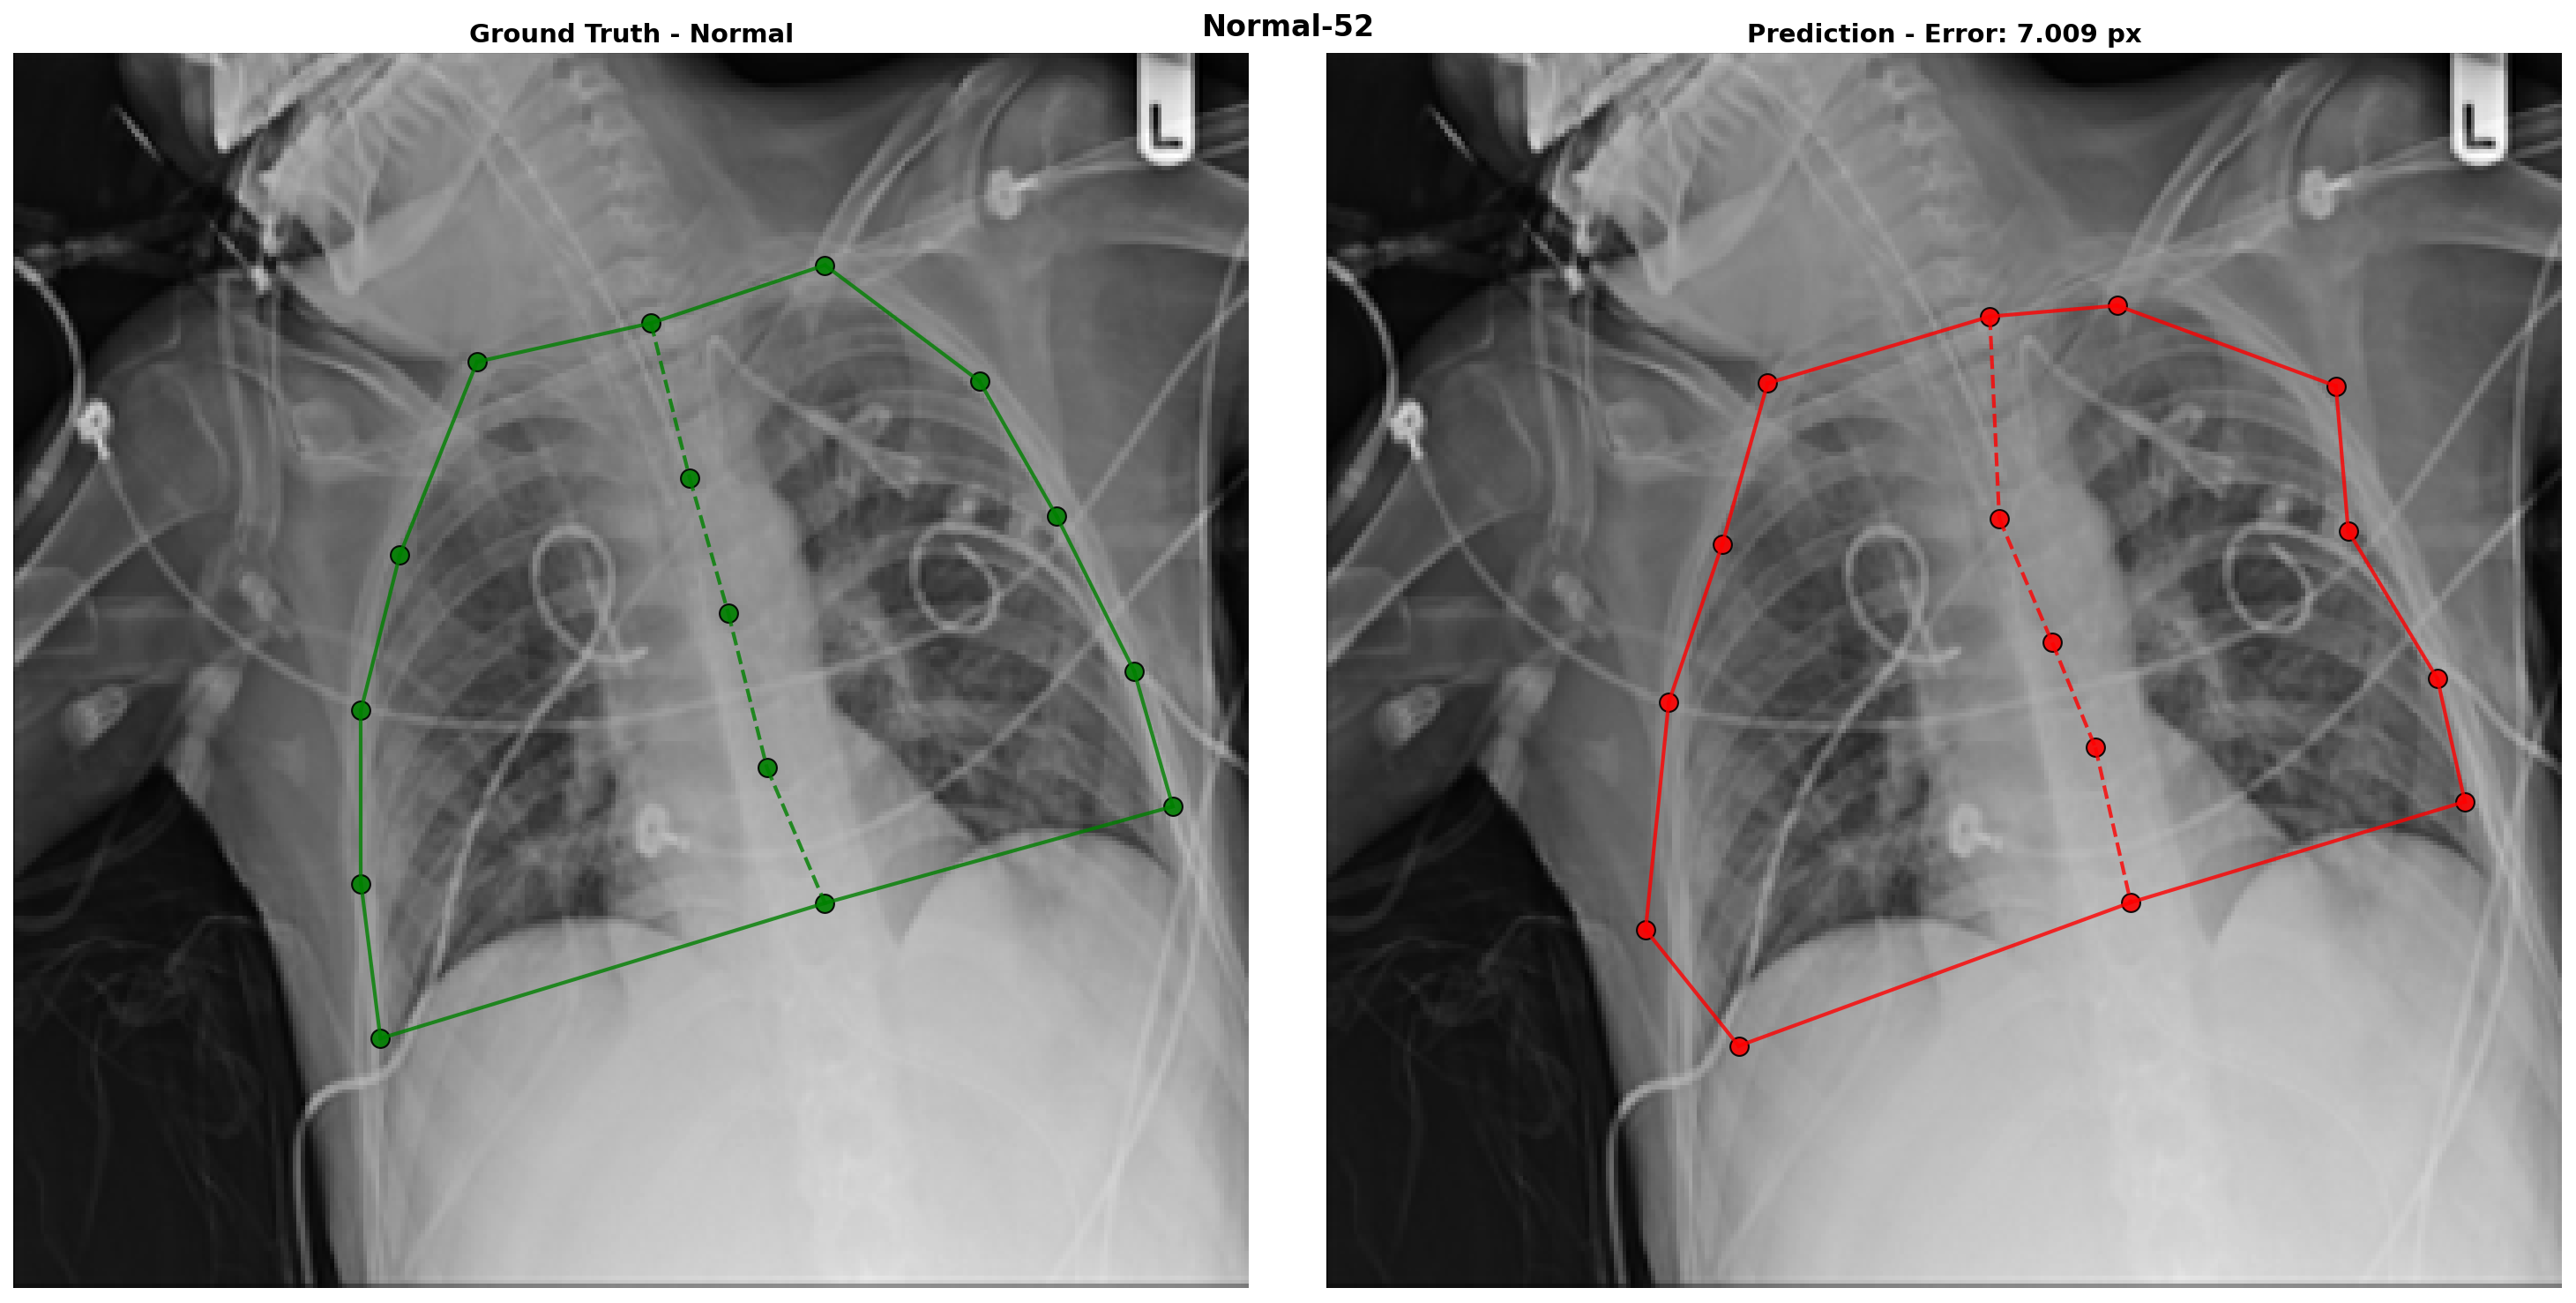 Normal-52
Ground Truth - Normal
Prediction - Error: 7.009 px
L
L